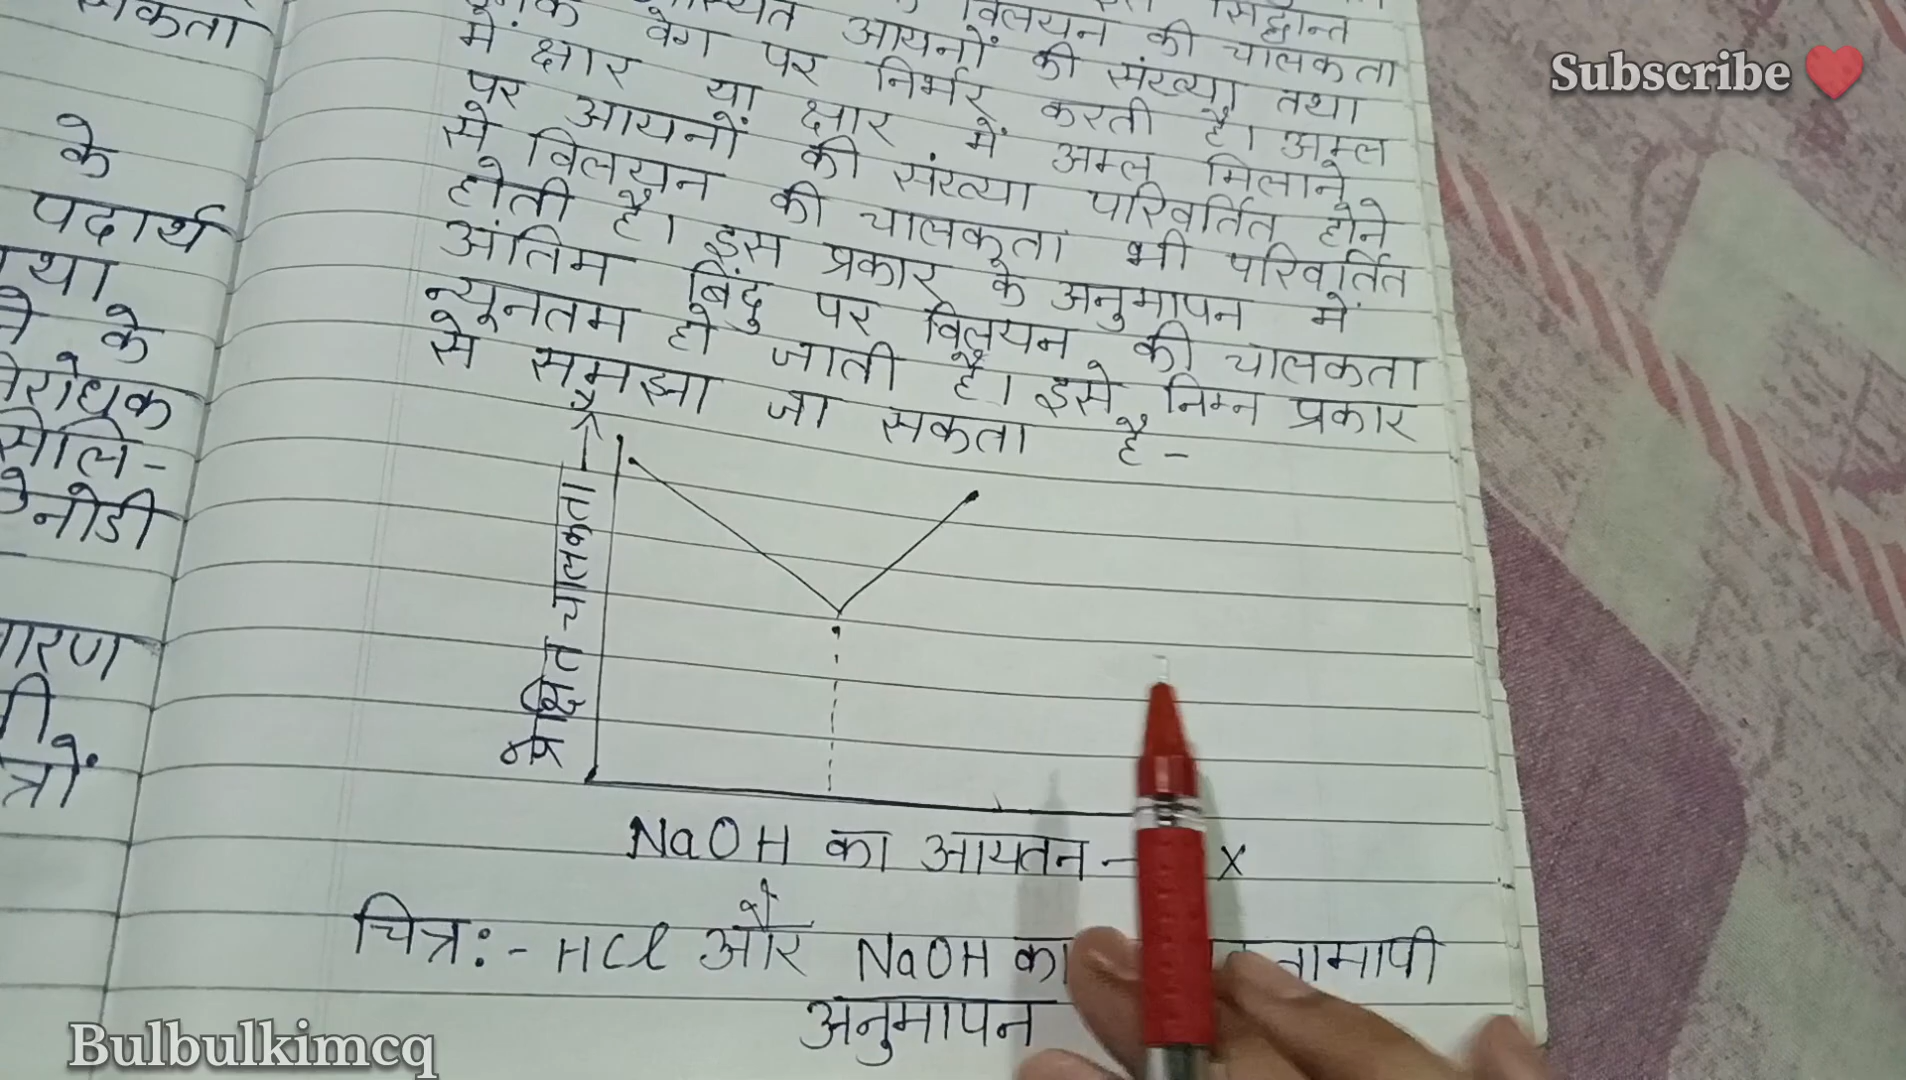 सकता
के
पदार्थ
था
के
रोधक
नोडी
सिद्धान्त
विलयन की चालकता
आयनों की संख्या तथा
वेग पर निर्भर करती है। अम्ल
में क्षार या क्षार में अम्ल मिलाने
पर आयनों की संख्या परिवर्तित होने
से विलयन की चालकता भी परिवर्तित
होती है। इस प्रकार के अनुमापन में
अंतिम बिंदु पर विलयन की चालकता
न्यूनतम हो जाती है। इसे निम्न प्रकार
से समझा जा सकता है-
चालकता
NaOH का आयतन – X
चित्र:- HCl और NaOH का तामापी
अनुमापन
Subscribe
Bulbulkimcq